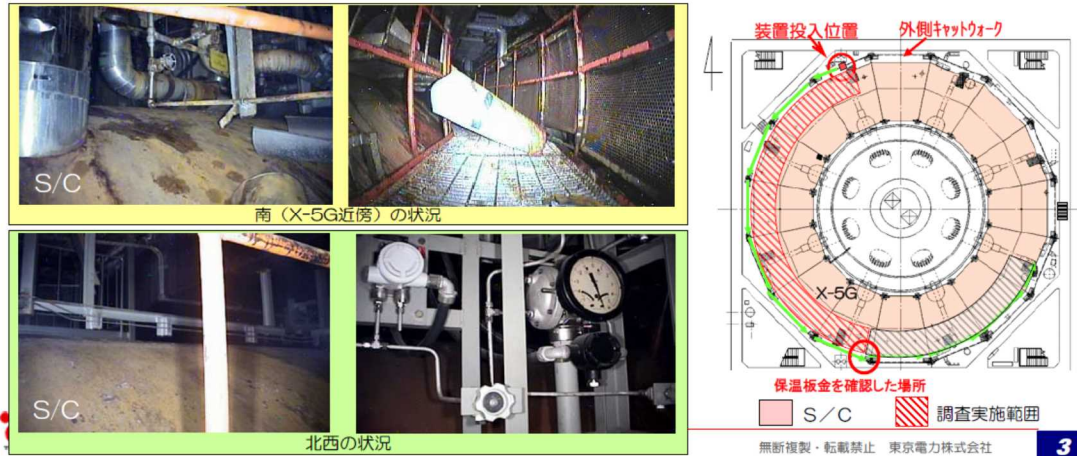 S/C
南（X-5G近傍）の状況
S/C
北西の状況
装置投入位置
外側キャットウォーク
X-5G
保温板金を確認した場所
S／C
調査実施範囲
無断複製・転載禁止　東京電力株式会社
3